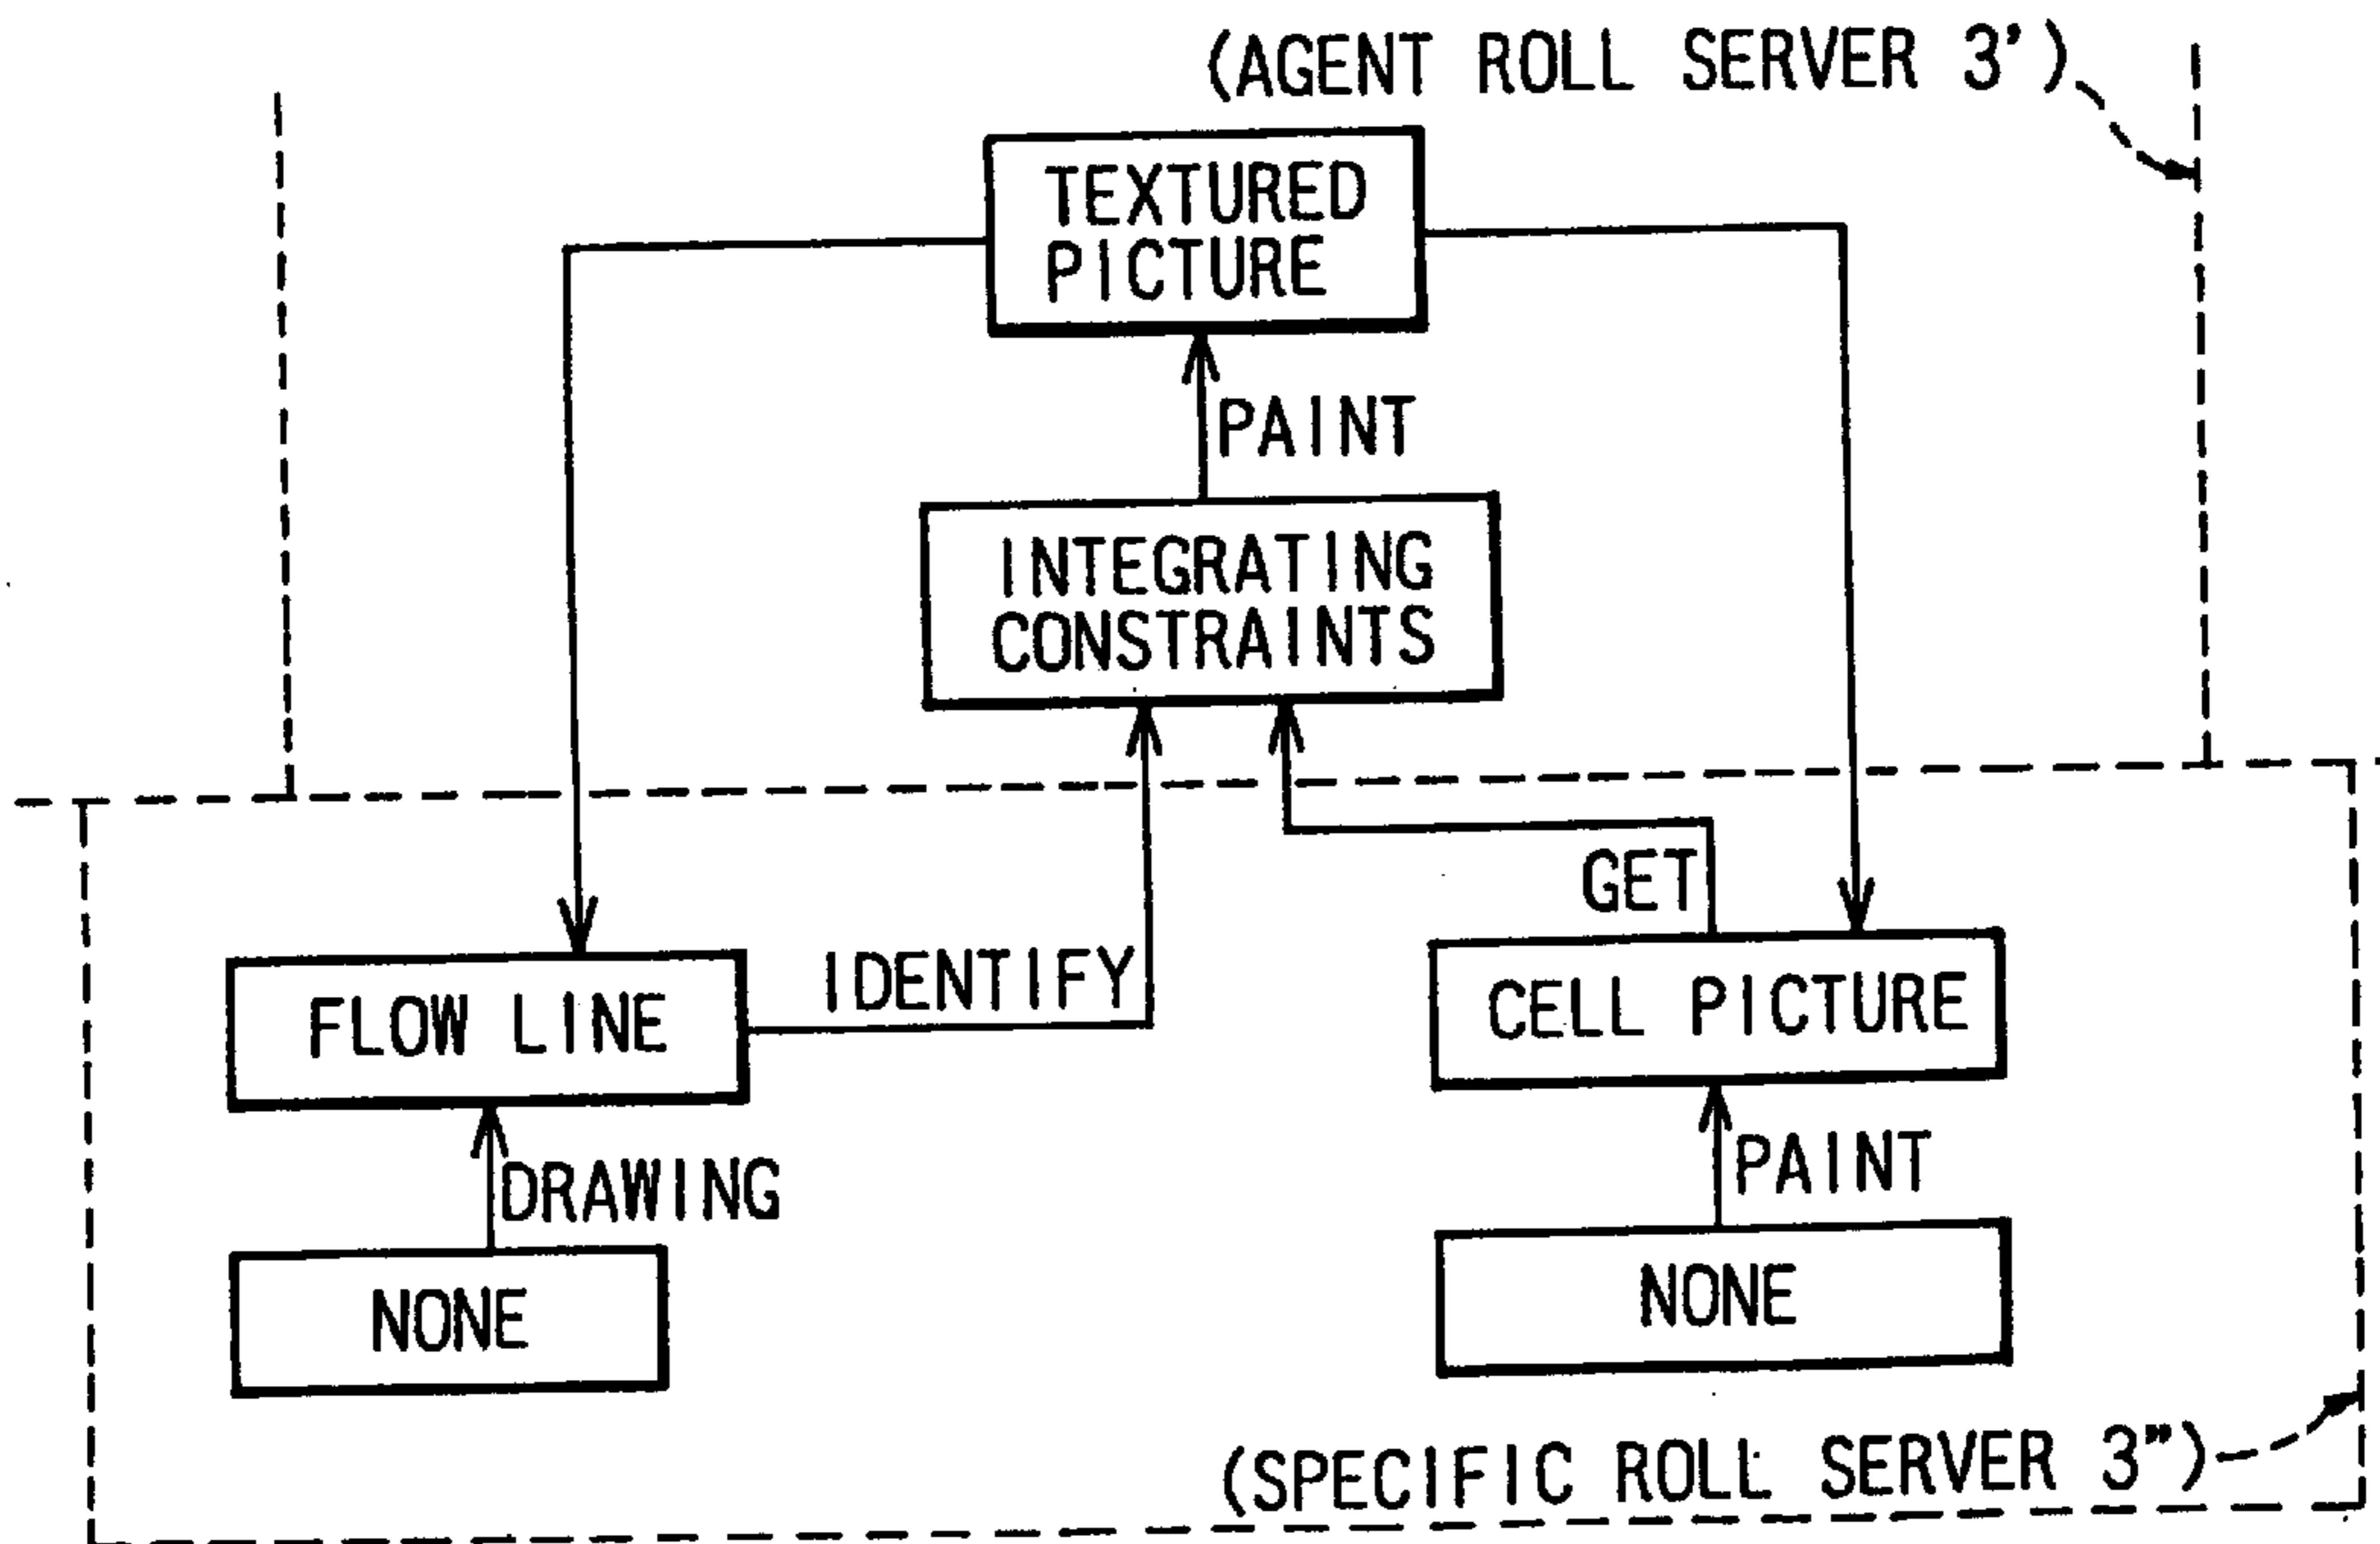 (AGENT ROLL SERVER 3')
TEXTURED
PICTURE
PAINT
INTEGRATING
CONSTRAINTS
GET
IDENTIFY
FLOW LINE
CELL PICTURE
DRAWING
PAINT
NONE
NONE
(SPECIFIC ROLL SERVER 3")